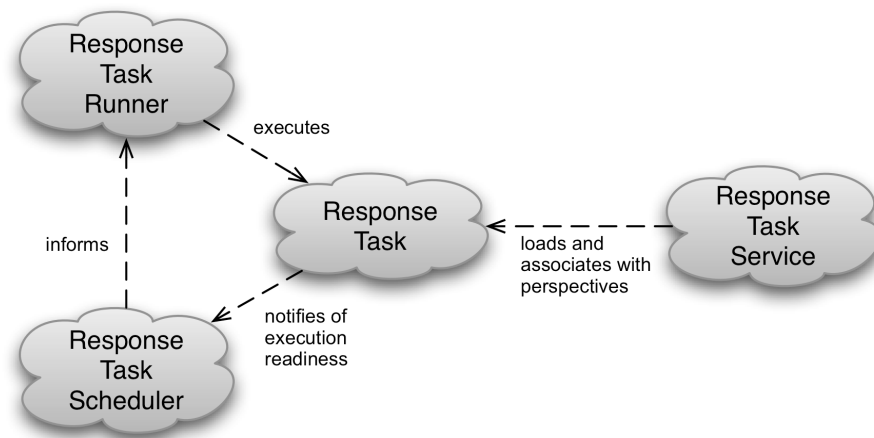 Response
Task
Runner
executes
Response
Task
Response
Task
Service
informs
loads and
associates with
perspectives
notifies of
execution
readiness
Response
Task
Scheduler